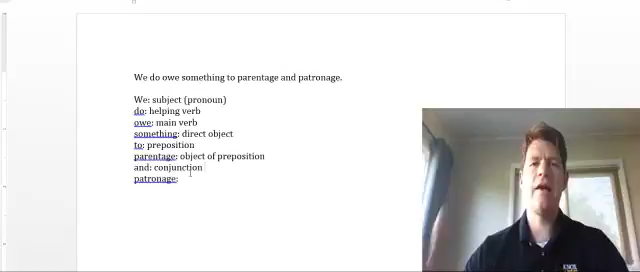 We do owe something to parentage and patronage.
We: subject (pronoun)
do: helping verb
owe: main verb
something: direct object
to: preposition
parentage: object of preposition
and: conjunction
patronage: